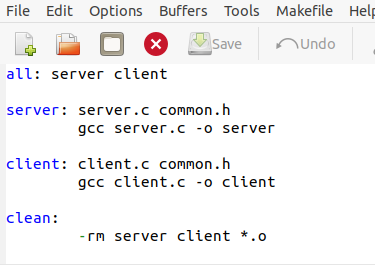 File Edit Options Buffers Tools Makefile Help
Save Undo
all: server client
server: server.c common.h
gcc server.c -o server
client: client.c common.h
gcc client.c -o client
clean:
-rm server client *.o